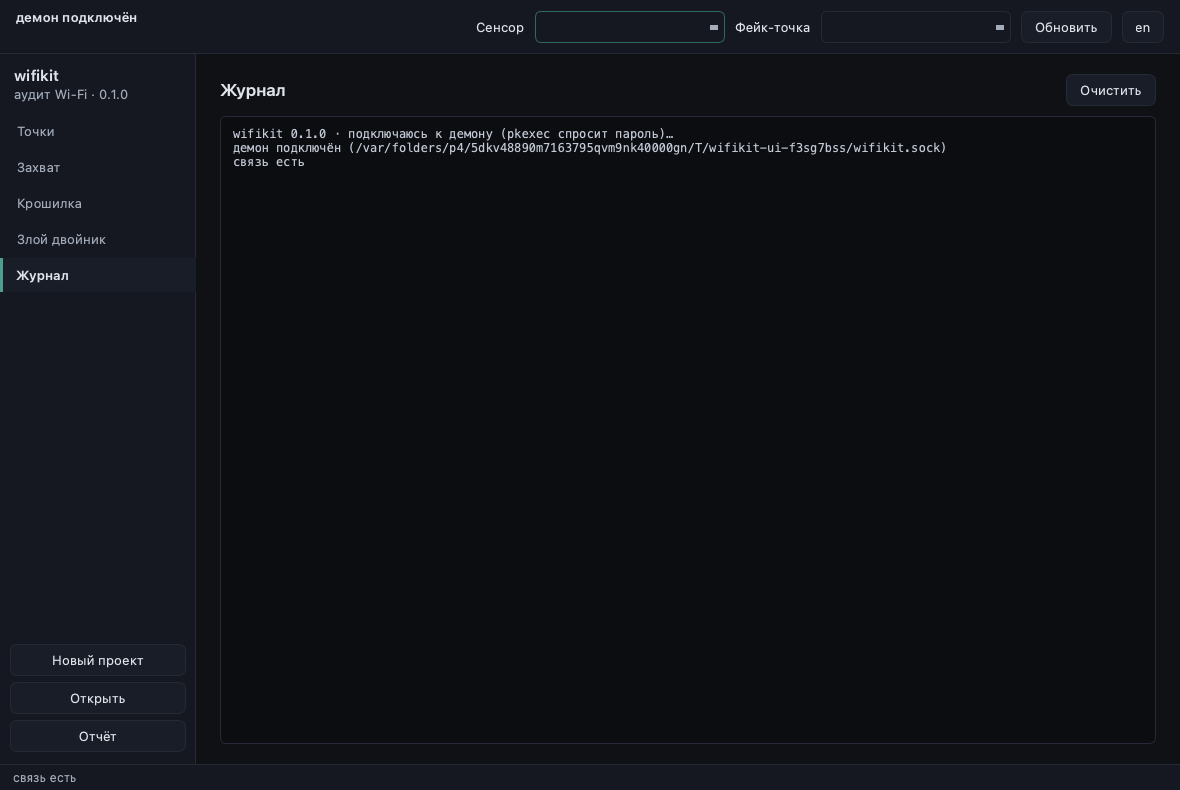 демон подключён
Сенсор
Фейк-точка
Обновить
en
wifikit
аудит Wi-Fi · 0.1.0
Точки
Захват
Крошилка
Злой двойник
Журнал
Новый проект
Открыть
Отчёт
Журнал
Очистить
wifikit 0.1.0 · подключаюсь к демону (pkexec спросит пароль)…
демон подключён (/var/folders/p4/5dkv48890m7163795qvm9nk40000gn/T/wifikit-ui-f3sg7bss/wifikit.sock)
связь есть
связь есть